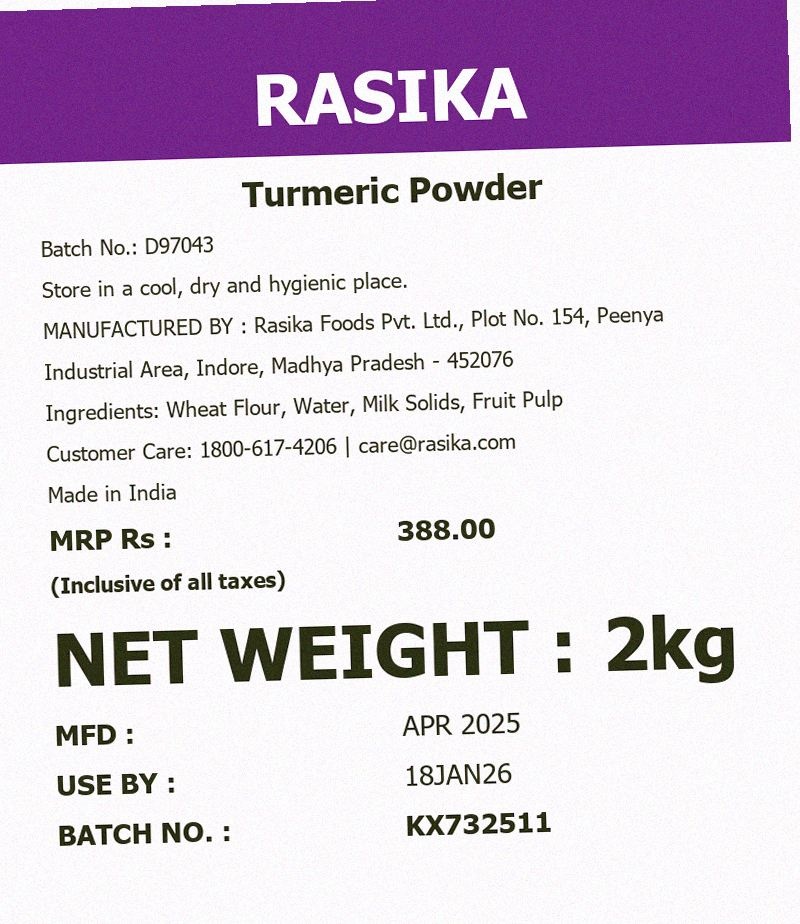 RASIKA
Turmeric Powder
Batch No.: D97043
Store in a cool, dry and hygienic place.
MANUFACTURED BY : Rasika Foods Pvt. Ltd., Plot No. 154, Peenya
Industrial Area, Indore, Madhya Pradesh - 452076
Ingredients: Wheat Flour, Water, Milk Solids, Fruit Pulp
Customer Care: 1800-617-4206 | care@rasika.com
Made in India
MRP Rs : 388.00
(Inclusive of all taxes)
NET WEIGHT : 2kg
MFD : APR 2025
USE BY : 18JAN26
BATCH NO. : KX732511